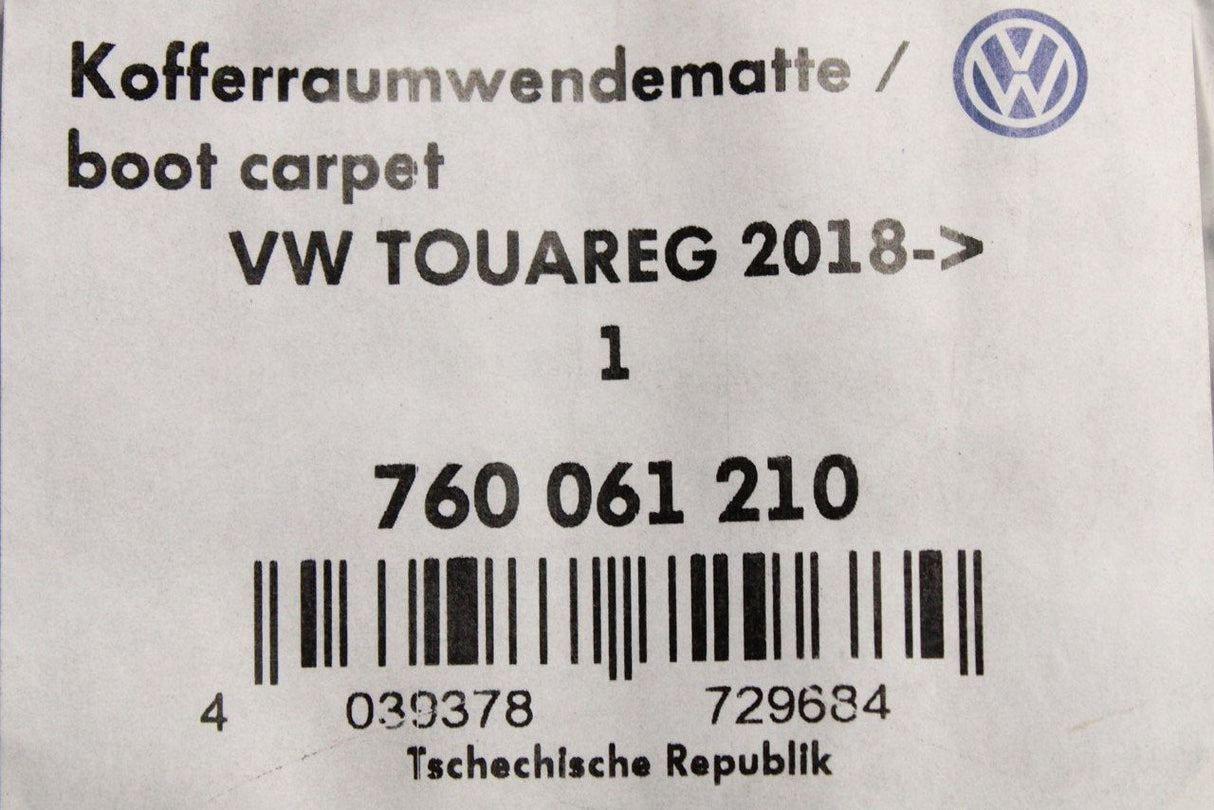 Kofferraumwendematte /
boot carpet
VW TOUAREG 2018->
1
760 061 210
4 039378 729684
Tschechische Republik